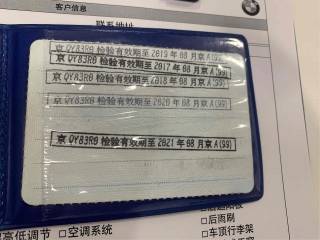 客户信息
联系地址
京QY83R0检验有效期至2019年08月京A(99)
京QY83R0检验有效期至2017年08月京A(99)
京QY83R0检验有效期至2018年08月京A(99)
京QY83R0检验有效期至2020年08月京A(99)
京QY83R0检验有效期至2021年08月京A(99)
高低调节 □空调系统
□后雨刷
□车顶行李架